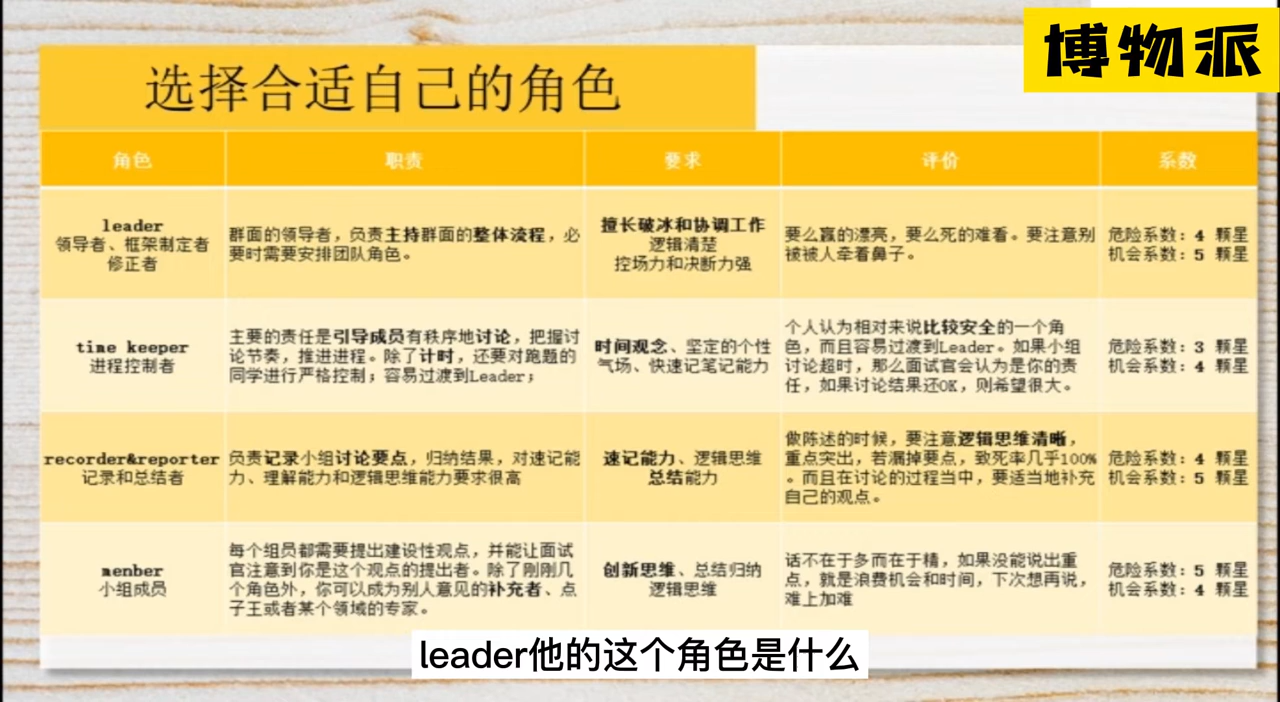 博物派
选择合适自己的角色
角色 职责 要求 评价 系数
leader
领导者、框架制定者
修正者
群面的领导者，负责主持群面的整体流程，必
要时需要安排团队角色。
擅长破冰和协调工作
逻辑清楚
控场力和决断力强
要么赢的漂亮，要么死的难看。要注意别
被被人牵着鼻子。
危险系数：4 颗星
机会系数：5 颗星
time keeper
进程控制者
主要的责任是引导成员有秩序地讨论，把握讨
论节奏，推进进程。除了计时，还要对跑题的
同学进行严格控制；容易过渡到Leader；
时间观念、坚定的个性
气场、快速记笔记能力
个人认为相对来说比较安全的一个角
色，而且容易过渡到Leader。如果小组
讨论超时，那么面试官会认为是你的责
任，如果讨论结果还OK，则希望很大。
危险系数：3 颗星
机会系数：4 颗星
recorder&reporter
记录和总结者
负责记录小组讨论要点，归纳结果，对速记能
力、理解能力和逻辑思维能力要求很高
速记能力、逻辑思维
总结能力
做陈述的时候，要注意逻辑思维清晰，
重点突出，若漏掉要点，致死率几乎100%
。而且在讨论的过程当中，要适当地补充
自己的观点。
危险系数：4 颗星
机会系数：5 颗星
menber
小组成员
每个组员都需要提出建设性观点，并能让面试
官注意到你是这个观点的提出者。除了刚刚几
个角色外，你可以成为别人意见的补充者、点
子王或者某个领域的专家。
创新思维、总结归纳
逻辑思维
话不在于多而在于精，如果没能说出重
点，就是浪费机会和时间，下次想再说，
难上加难
危险系数：5 颗星
机会系数：4 颗星
leader他的这个角色是什么